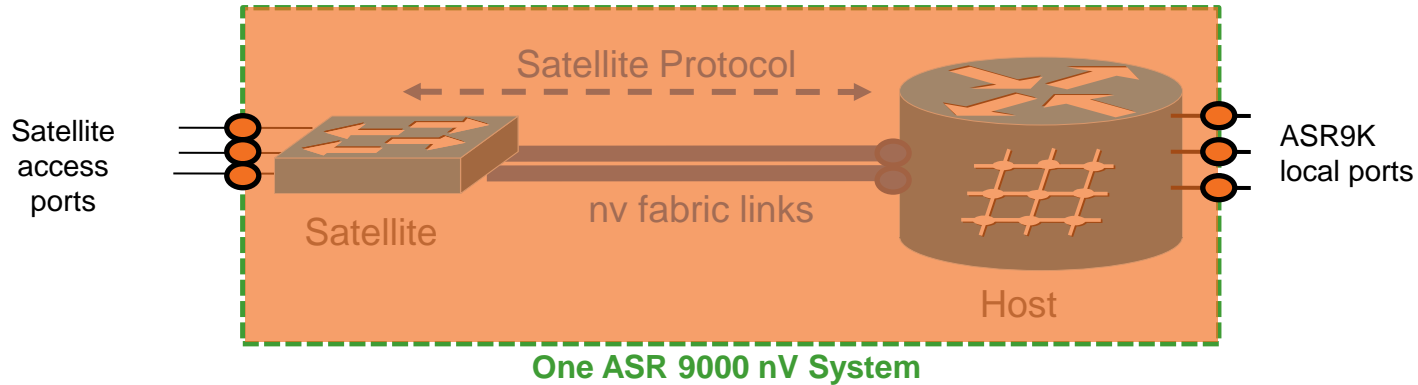 Satellite Protocol
Satellite
access
ports
ASR9K
local ports
nv fabric links
Satellite
Host
One ASR 9000 nV System